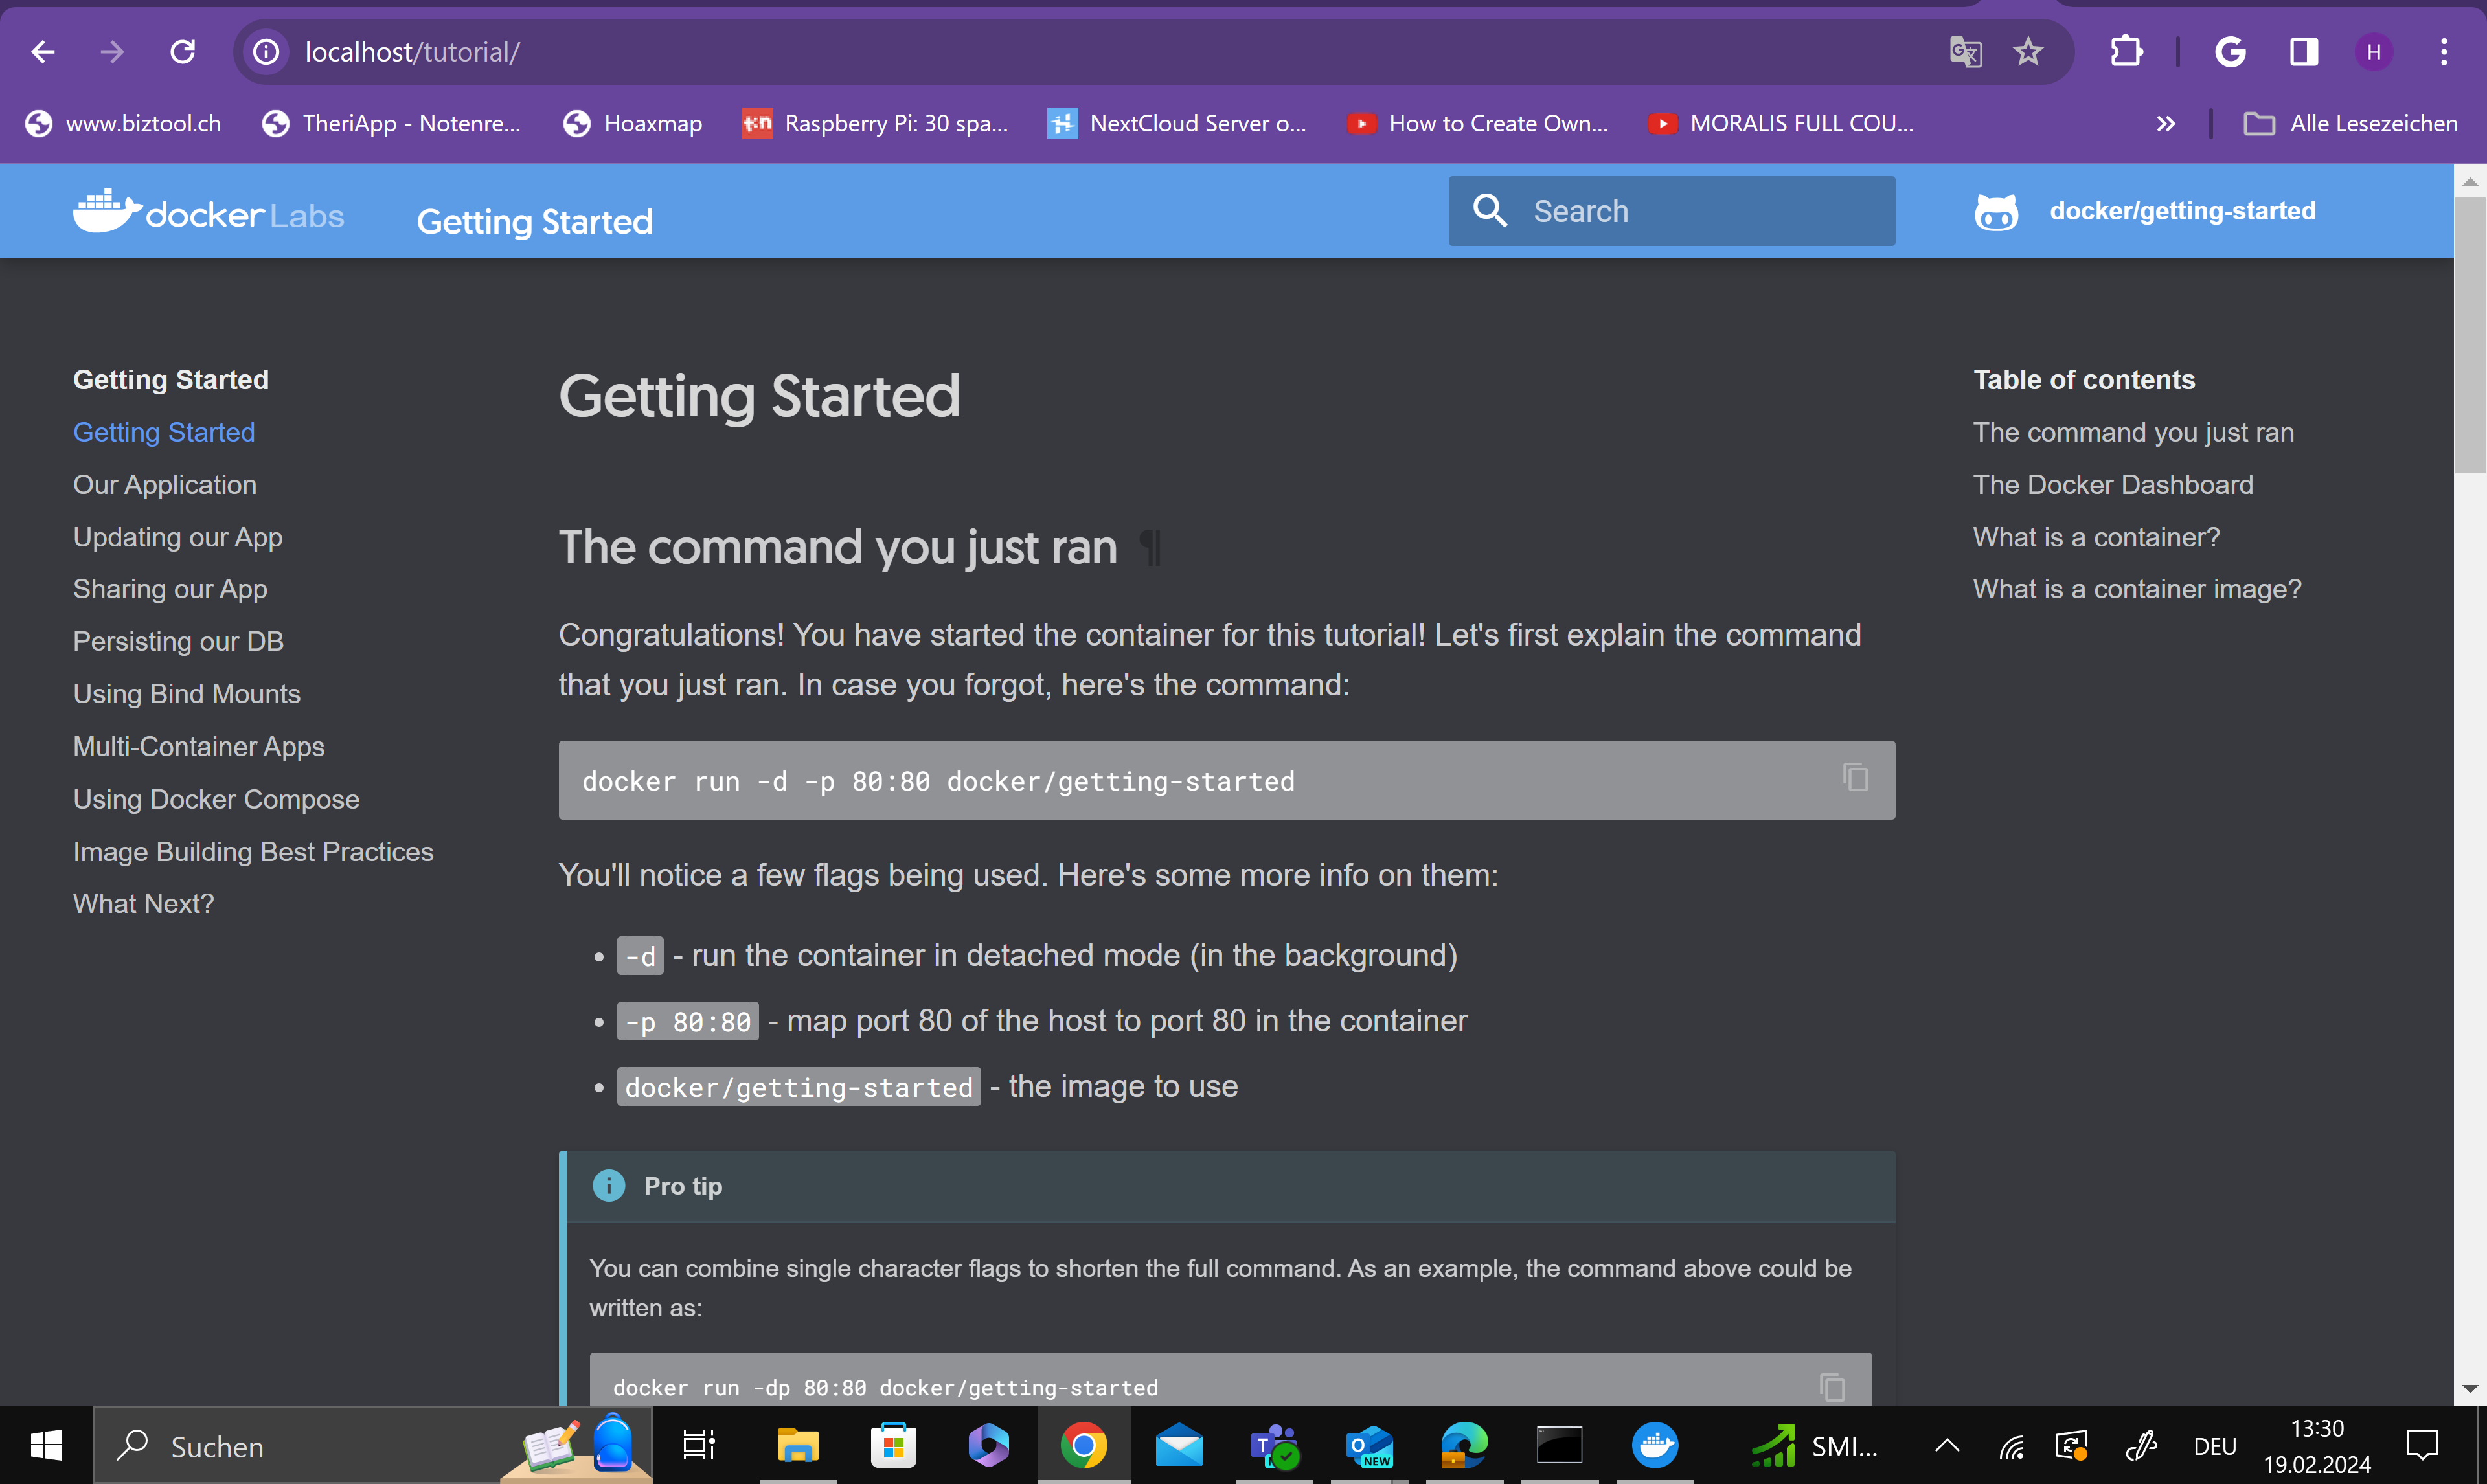 localhost/tutorial/
H
www.biztool.ch
TheriApp - Notenre...
Hoaxmap
Raspberry Pi: 30 spa...
NextCloud Server o...
How to Create Own...
MORALIS FULL COU...
Alle Lesezeichen
docker Labs
Getting Started
Search
docker/getting-started
Getting Started
Getting Started
Our Application
Updating our App
Sharing our App
Persisting our DB
Using Bind Mounts
Multi-Container Apps
Using Docker Compose
Image Building Best Practices
What Next?
Getting Started
The command you just ran ¶
Congratulations! You have started the container for this tutorial! Let's first explain the command
that you just ran. In case you forgot, here's the command:
docker run -d -p 80:80 docker/getting-started
You'll notice a few flags being used. Here's some more info on them:
• -d - run the container in detached mode (in the background)
• -p 80:80 - map port 80 of the host to port 80 in the container
• docker/getting-started - the image to use
Pro tip
You can combine single character flags to shorten the full command. As an example, the command above could be
written as:
docker run -dp 80:80 docker/getting-started
Table of contents
The command you just ran
The Docker Dashboard
What is a container?
What is a container image?
Suchen
NEW
SMI...
DEU
13:30
19.02.2024